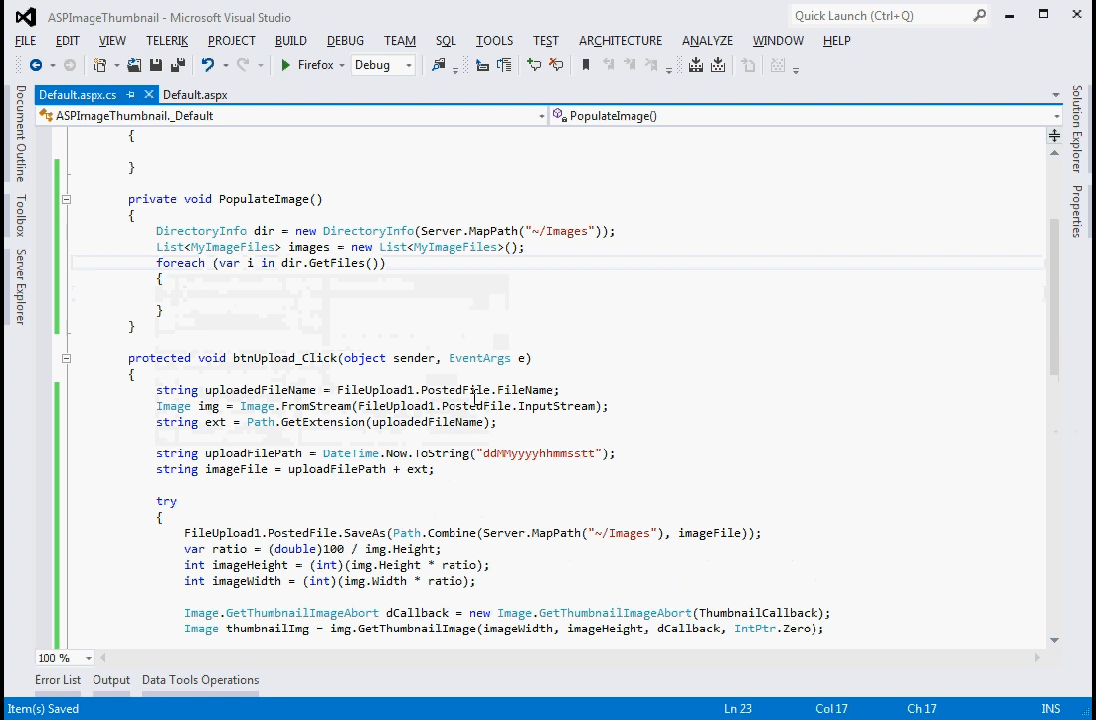 ASPImageThumbnail - Microsoft Visual Studio
Quick Launch (Ctrl+Q)
FILE EDIT VIEW TELERIK PROJECT BUILD DEBUG TEAM SQL TOOLS TEST ARCHITECTURE ANALYZE WINDOW HELP
Firefox Debug
Default.aspx.cs Default.aspx
ASPImageThumbnail._Default PopulateImage()
Document Outline
Toolbox
Server Explorer
Solution Explorer
Properties
{
}
private void PopulateImage()
{
DirectoryInfo dir = new DirectoryInfo(Server.MapPath("~/Images"));
List<MyImageFiles> images = new List<MyImageFiles>();
foreach (var i in dir.GetFiles())
{
}
}
protected void btnUpload_Click(object sender, EventArgs e)
{
string uploadedFileName = FileUpload1.PostedFile.FileName;
Image img = Image.FromStream(FileUpload1.PostedFile.InputStream);
string ext = Path.GetExtension(uploadedFileName);
string uploadFilePath = DateTime.Now.ToString("ddMMyyyyhhmmsstt");
string imageFile = uploadFilePath + ext;
try
{
FileUpload1.PostedFile.SaveAs(Path.Combine(Server.MapPath("~/Images"), imageFile));
var ratio = (double)100 / img.Height;
int imageHeight = (int)(img.Height * ratio);
int imageWidth = (int)(img.Width * ratio);
Image.GetThumbnailImageAbort dCallback = new Image.GetThumbnailImageAbort(ThumbnailCallback);
Image thumbnailImg = img.GetThumbnailImage(imageWidth, imageHeight, dCallback, IntPtr.Zero);
100 %
Error List Output Data Tools Operations
Item(s) Saved Ln 23 Col 17 Ch 17 INS